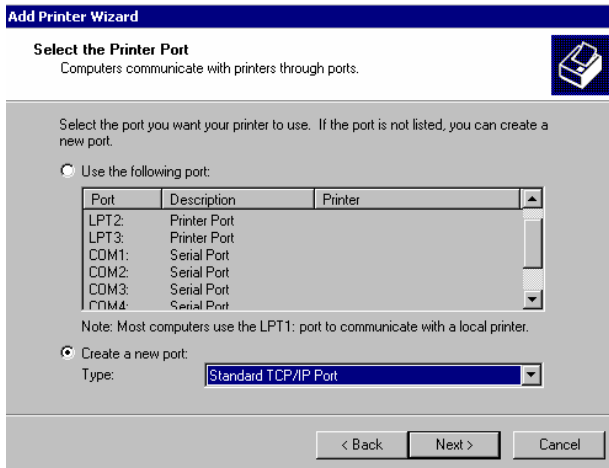 Add Printer Wizard
Select the Printer Port
Computers communicate with printers through ports.
Select the port you want your printer to use. If the port is not listed, you can create a
new port.
Use the following port:
Port Description Printer
LPT2: Printer Port
LPT3: Printer Port
COM1: Serial Port
COM2: Serial Port
COM3: Serial Port
COM4: Serial Port
Note: Most computers use the LPT1: port to communicate with a local printer.
Create a new port:
Type: Standard TCP/IP Port
< Back Next > Cancel